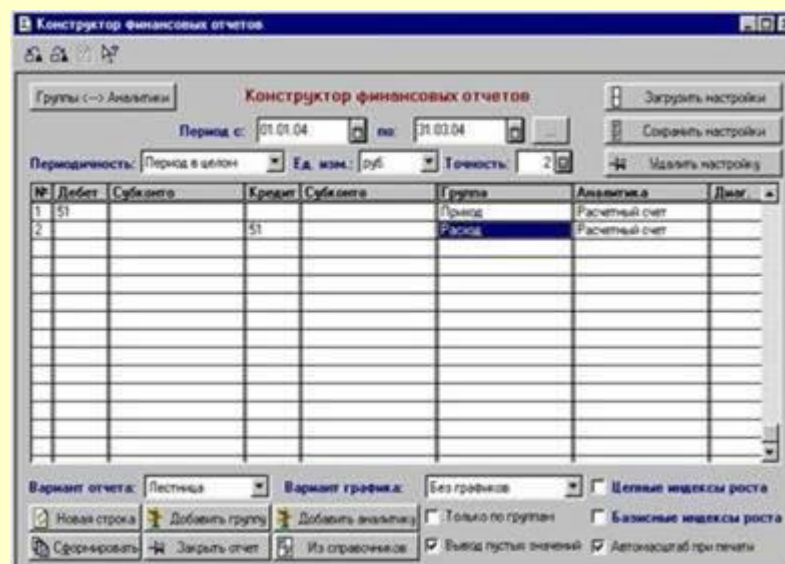 Конструктор финансовых отчетов
Группы <--> Аналитики
Конструктор финансовых отчетов
Загрузить настройки
Период с: 01.01.04 по: 31.03.04 ...
Сохранить настройки
Периодичность: Период в целом Ед. изм.: руб Точность: 2
Удалить настройку
№ Дебет Субконто Кредит Субконто Группа Аналитика Диаг.
1 51 Приход Расчетный счет
2 51 Расход Расчетный счет
Вариант отчета: Лестница Вариант графика: Без графиков Цепные индексы роста
Новая строка Добавить группу Добавить аналитику Только по группам Базисные индексы роста
Сформировать Закрыть отчет Из справочников Вывод пустых значений Автомасштаб при печати